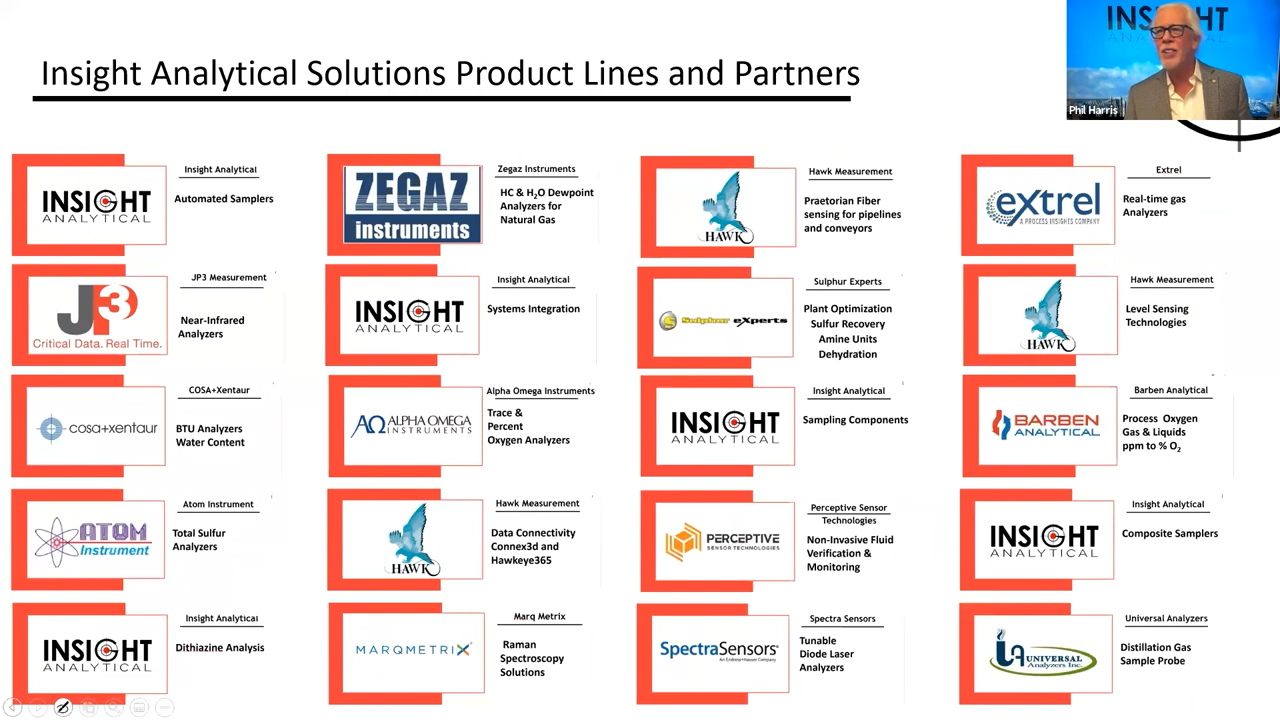 Insight Analytical Solutions Product Lines and Partners
INSIGHT
ANALYTICAL
Phil Harris
INSIGHT
ANALYTICAL
Insight Analytical
Automated Samplers
ZEGAZ
instruments
Zegaz Instruments
HC & H₂O Dewpoint
Analyzers for
Natural Gas
HAWK
Hawk Measurement
Praetorian Fiber
sensing for pipelines
and conveyors
extrel
A PROCESS INSIGHTS COMPANY
Extrel
Real-time gas
Analyzers
JP3
Critical Data. Real Time.
JP3 Measurement
Near-Infrared
Analyzers
INSIGHT
ANALYTICAL
Insight Analytical
Systems Integration
Sulphur eXperts
Sulphur Experts
Plant Optimization
Sulfur Recovery
Amine Units
Dehydration
HAWK
Hawk Measurement
Level Sensing
Technologies
cosa+xentaur
COSA+Xentaur
BTU Analyzers
Water Content
AΩ ALPHA OMEGA
INSTRUMENTS
Alpha Omega Instruments
Trace &
Percent
Oxygen Analyzers
INSIGHT
ANALYTICAL
Insight Analytical
Sampling Components
BARBEN
ANALYTICAL
Barben Analytical
Process Oxygen
Gas & Liquids
ppm to % O₂
ATOM
Instrument
Atom Instrument
Total Sulfur
Analyzers
HAWK
Hawk Measurement
Data Connectivity
Connex3d and
Hawkeye365
PERCEPTIVE
SENSOR TECHNOLOGIES
Perceptive Sensor
Technologies
Non-Invasive Fluid
Verification &
Monitoring
INSIGHT
ANALYTICAL
Insight Analytical
Composite Samplers
INSIGHT
ANALYTICAL
Insight Analytical
Dithiazine Analysis
MARQMETRIX
Marq Metrix
Raman
Spectroscopy
Solutions
SpectraSensors
An Endress+Hauser Company
Spectra Sensors
Tunable
Diode Laser
Analyzers
UA UNIVERSAL
Analyzers Inc.
Universal Analyzers
Distillation Gas
Sample Probe